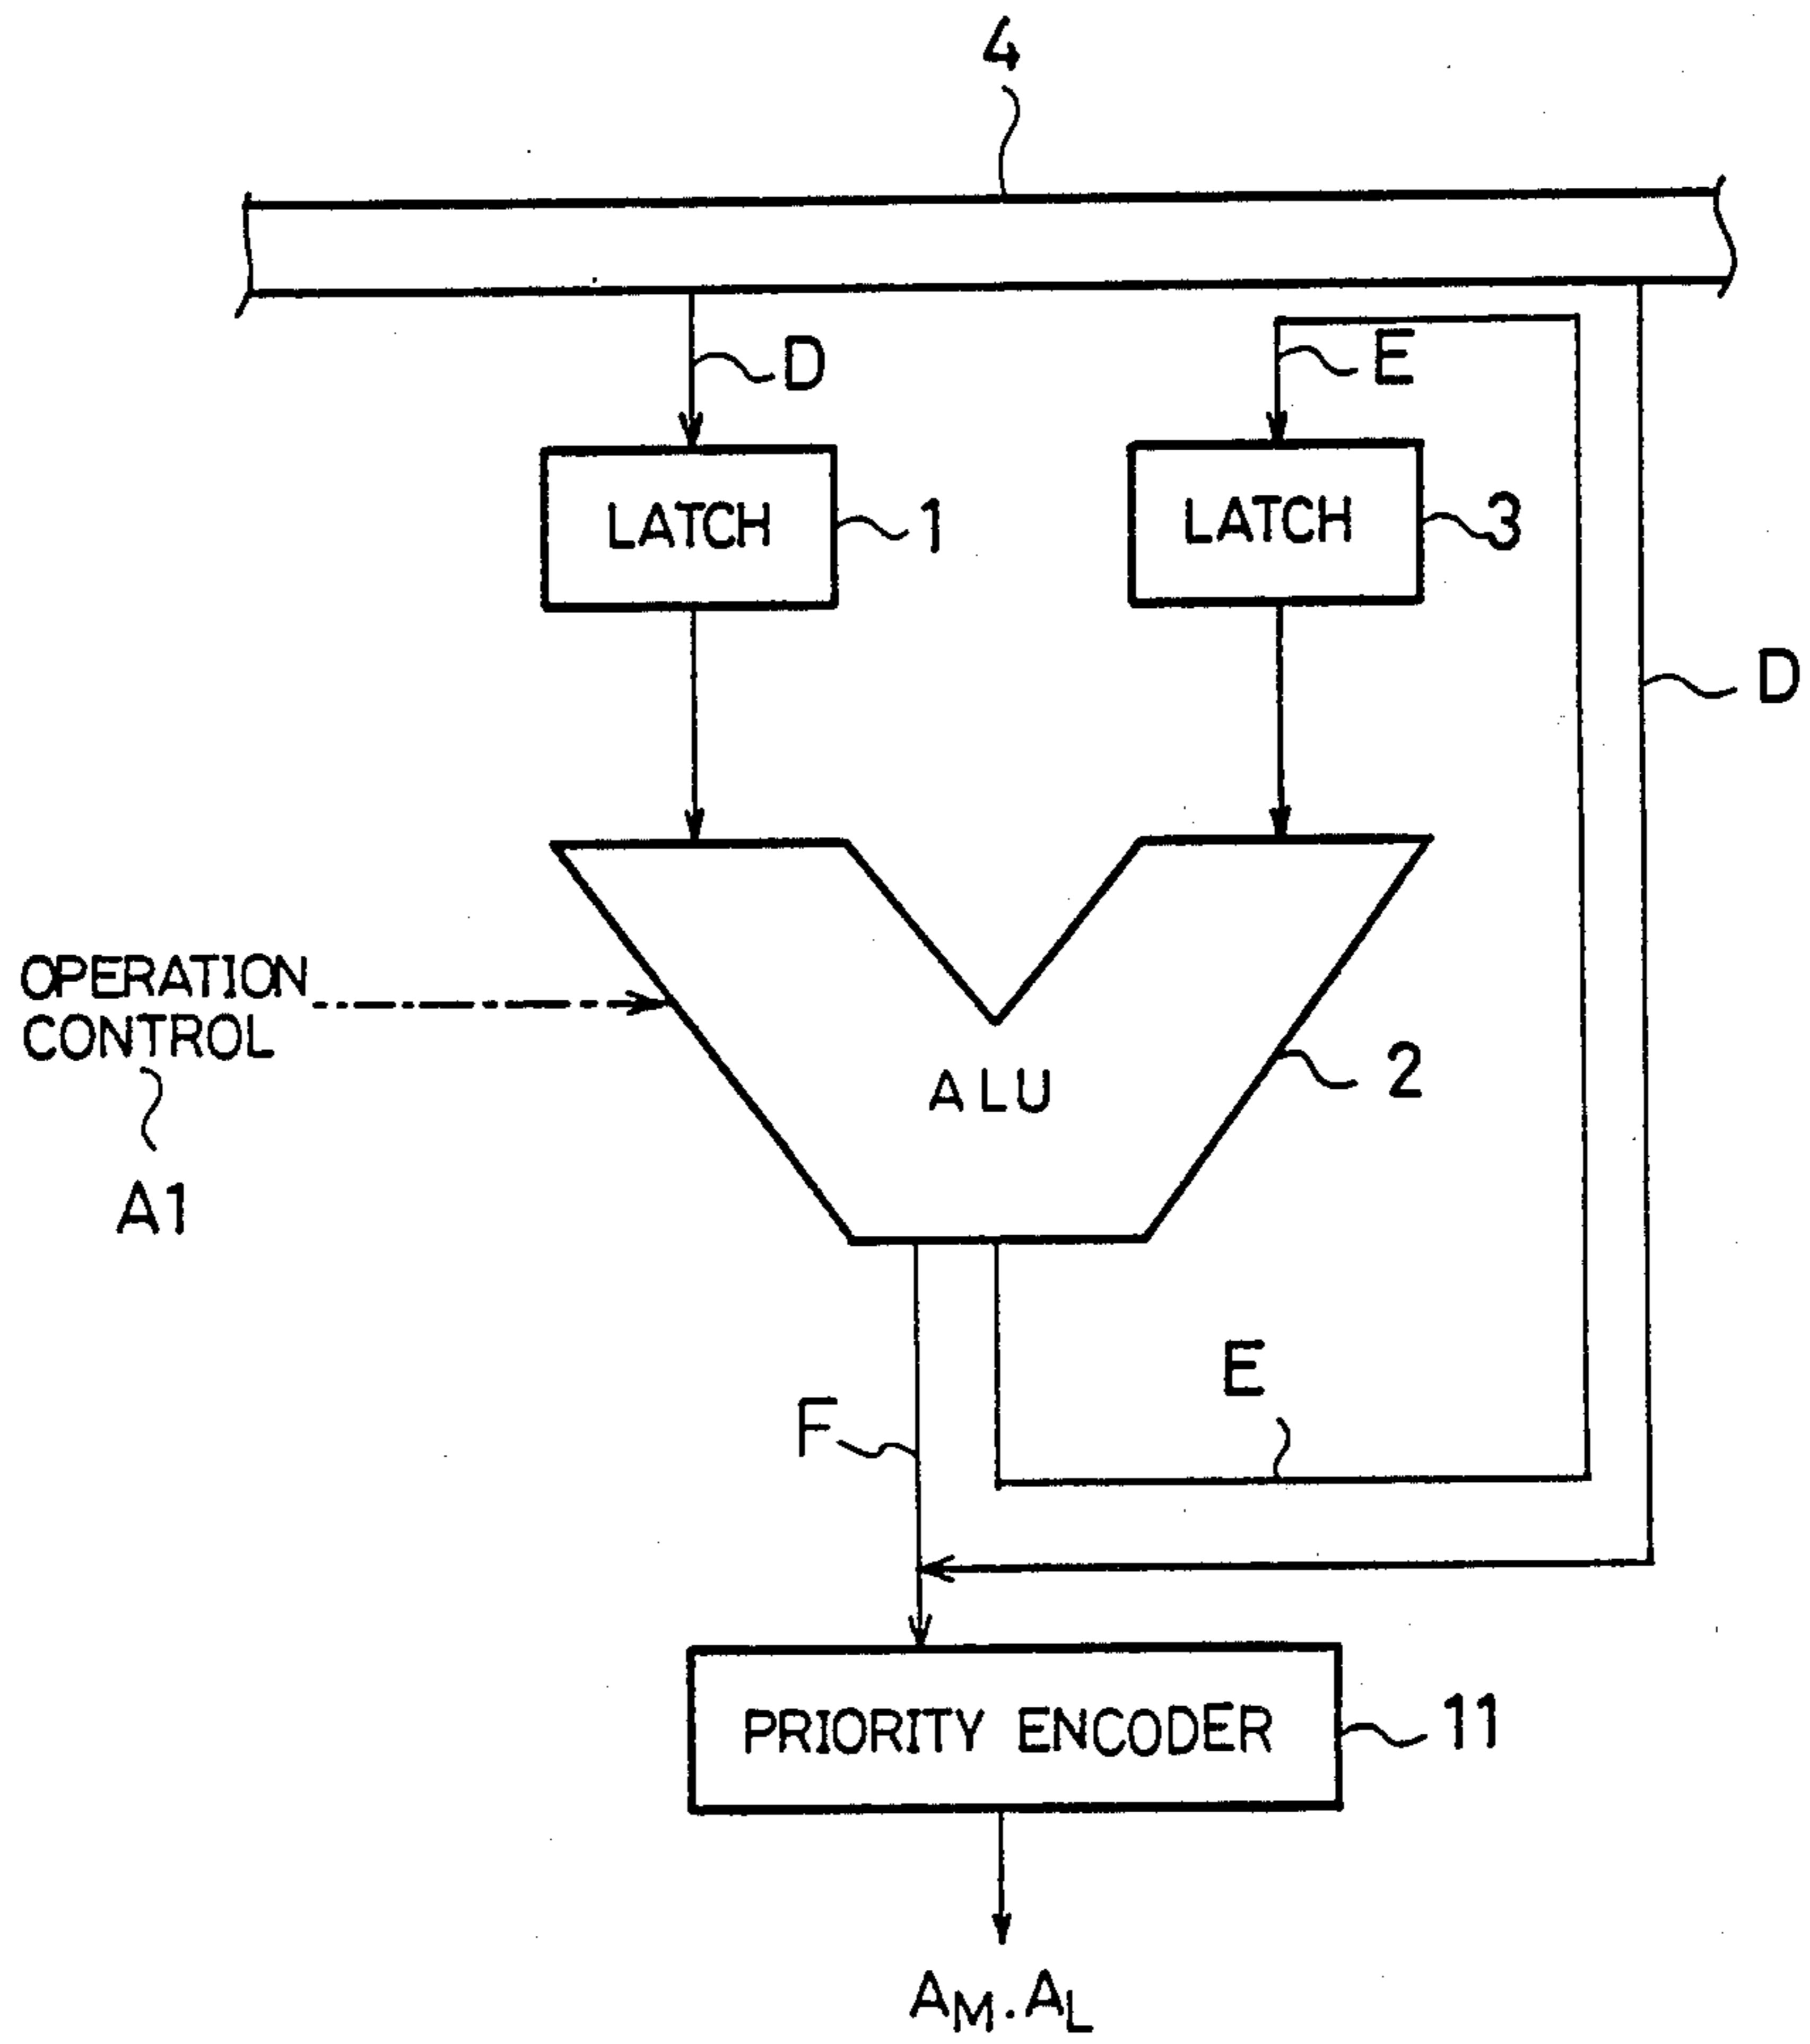 4
D
E
LATCH
1
LATCH
3
D
OPERATION
CONTROL
A1
ALU
2
E
F
PRIORITY ENCODER
11
AM.AL